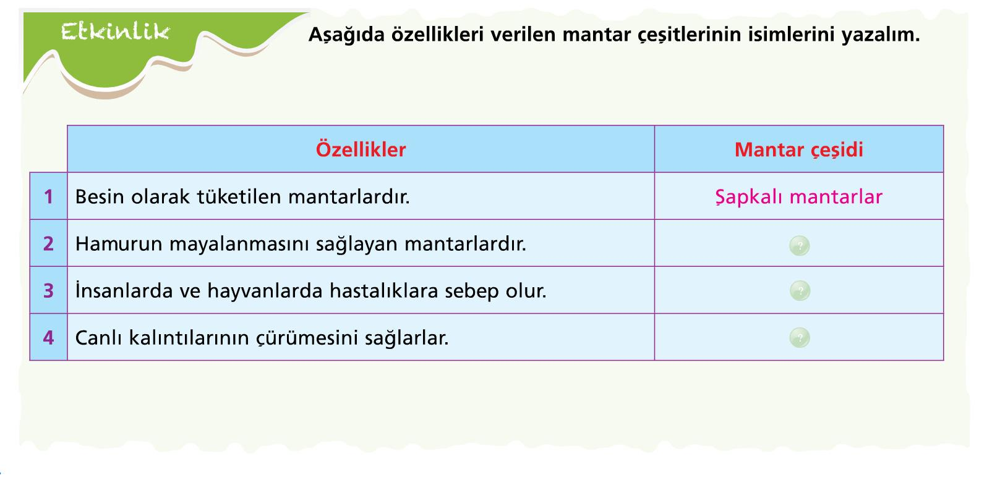 Etkinlik
Aşağıda özellikleri verilen mantar çeşitlerinin isimlerini yazalım.
Özellikler Mantar çeşidi
1 Besin olarak tüketilen mantarlardır. Şapkalı mantarlar
2 Hamurun mayalanmasını sağlayan mantarlardır. ?
3 İnsanlarda ve hayvanlarda hastalıklara sebep olur. ?
4 Canlı kalıntılarının çürümesini sağlarlar. ?